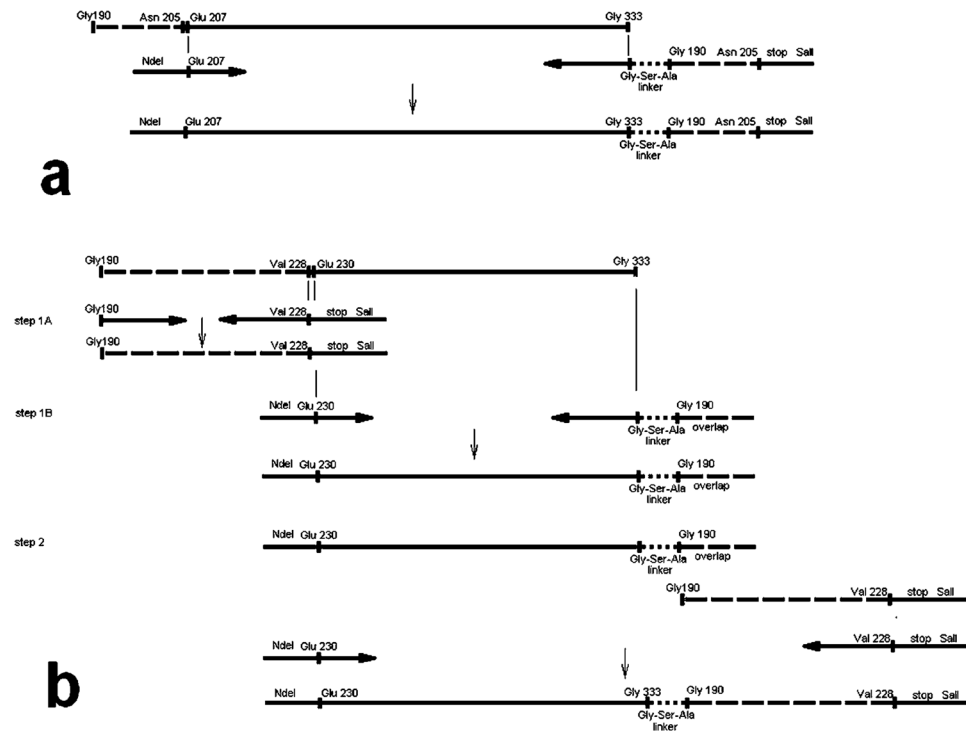 Gly190 Asn 205 Glu 207 Gly 333
NdeI Glu 207 Gly 190 Asn 205 stop SalI
Gly-Ser-Ala
linker
NdeI Glu 207 Gly 333 Gly 190 Asn 205 stop SalI
Gly-Ser-Ala
linker
a
Gly190 Val 228 Glu 230 Gly 333
step 1A Gly190 Val 228 stop SalI
Gly190 Val 228 stop SalI
step 1B NdeI Glu 230 Gly 190
Gly-Ser-Ala overlap
linker
NdeI Glu 230 Gly 190
Gly-Ser-Ala overlap
linker
step 2 NdeI Glu 230 Gly 190
Gly-Ser-Ala overlap
linker
Gly190 Val 228 stop SalI
Val 228 stop SalI
NdeI Glu 230
b
NdeI Glu 230 Gly 333 Gly 190 Val 228 stop SalI
Gly-Ser-Ala
linker